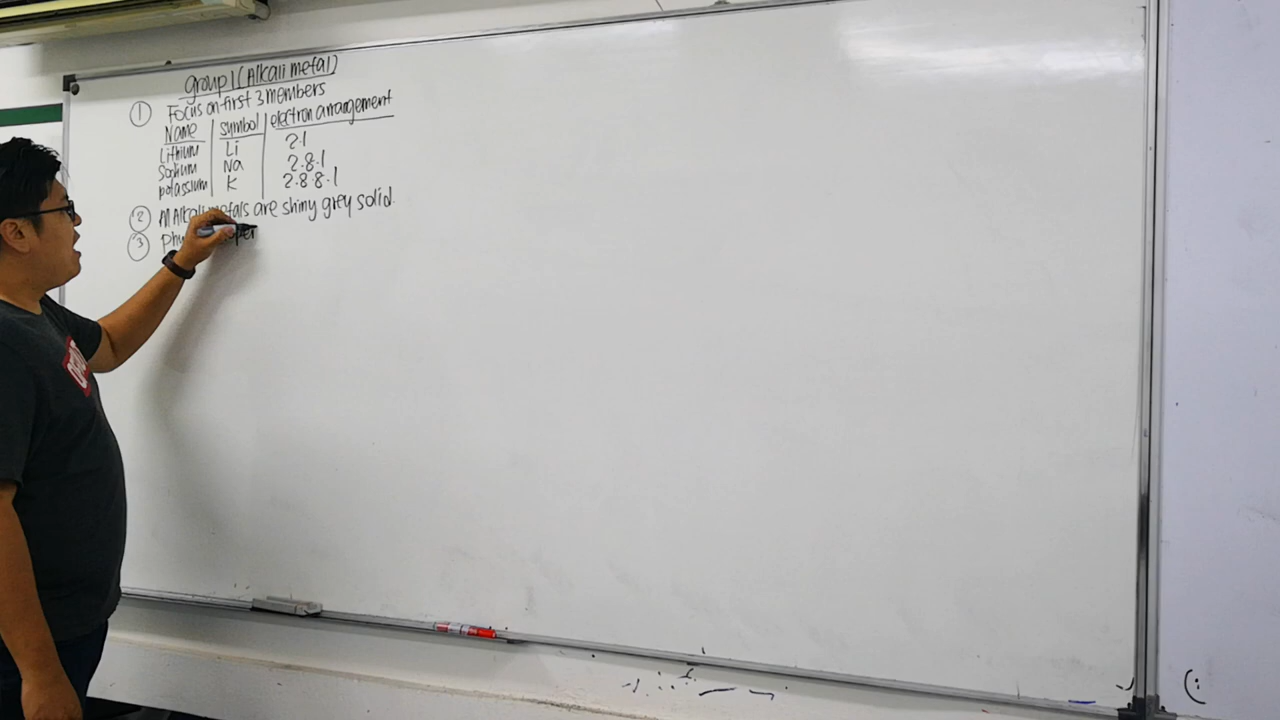 Group 1 (Alkali metal)
① Focus on first 3 members
Name | symbol | electron arrangement
Lithium | Li | 2.1
Sodium | Na | 2.8.1
potassium | K | 2.8.8.1
② All Alkali metals are shiny grey solid.
③